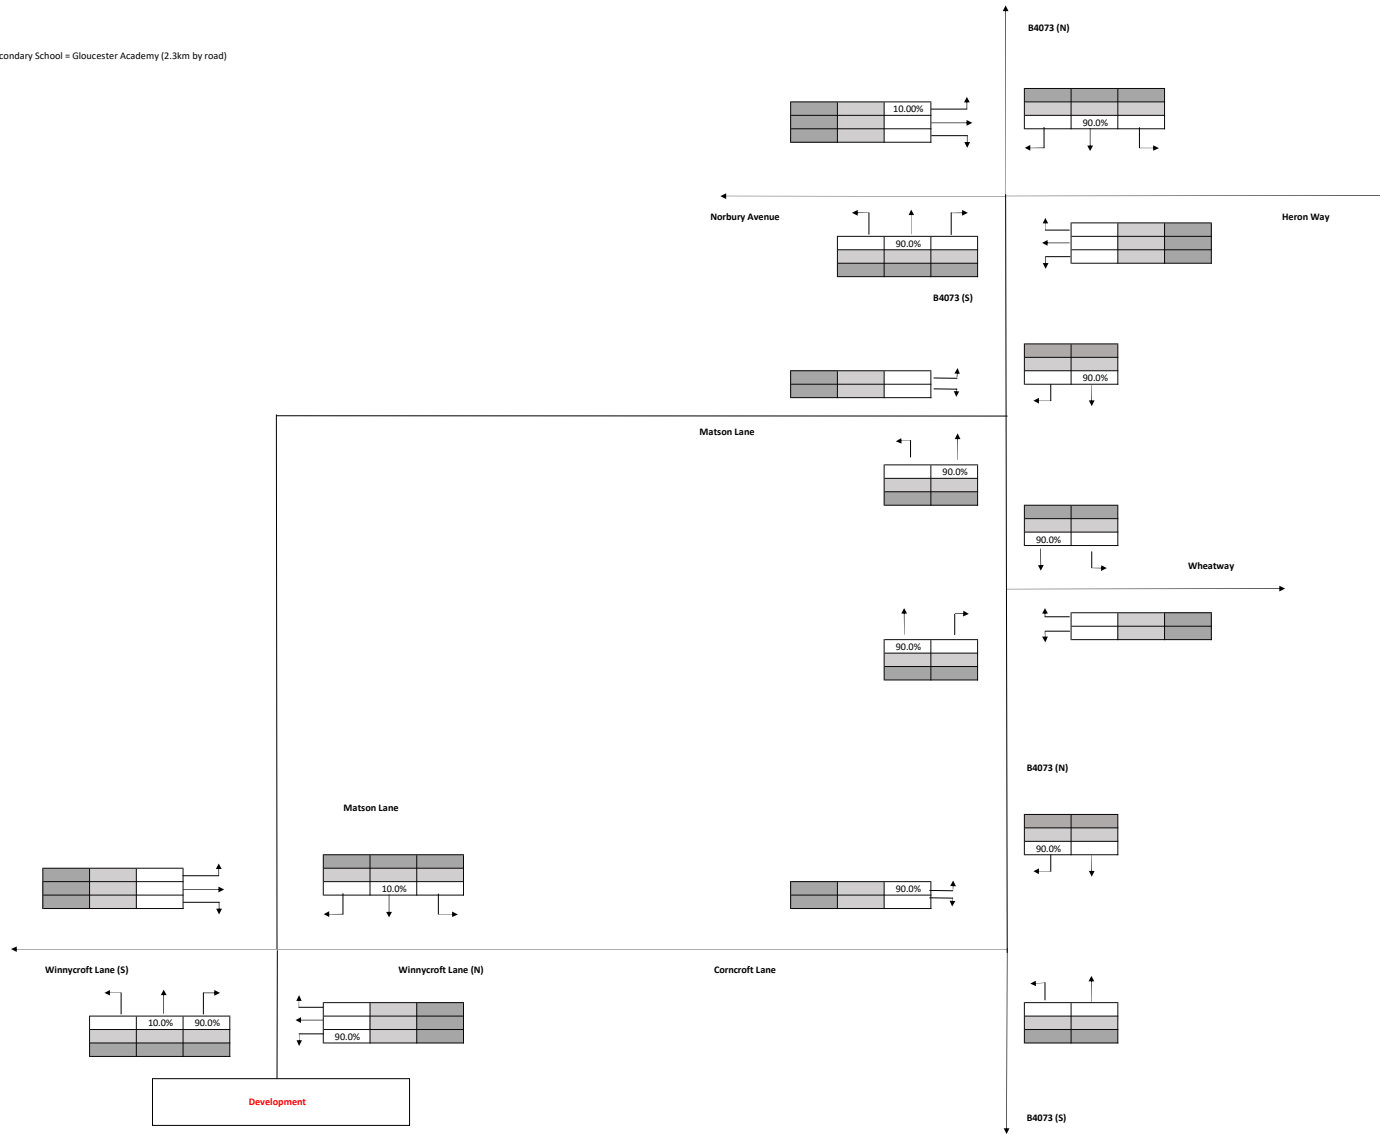 B4073 (N)
condary School = Gloucester Academy (2.3km by road)
10.00%
90.0%
Norbury Avenue
Heron Way
90.0%
B4073 (S)
90.0%
Matson Lane
90.0%
90.0%
Wheatway
90.0%
B4073 (N)
Matson Lane
90.0%
10.0%
90.0%
Winnycroft Lane (S)
Winnycroft Lane (N)
Corncroft Lane
10.0%
90.0%
90.0%
Development
B4073 (S)